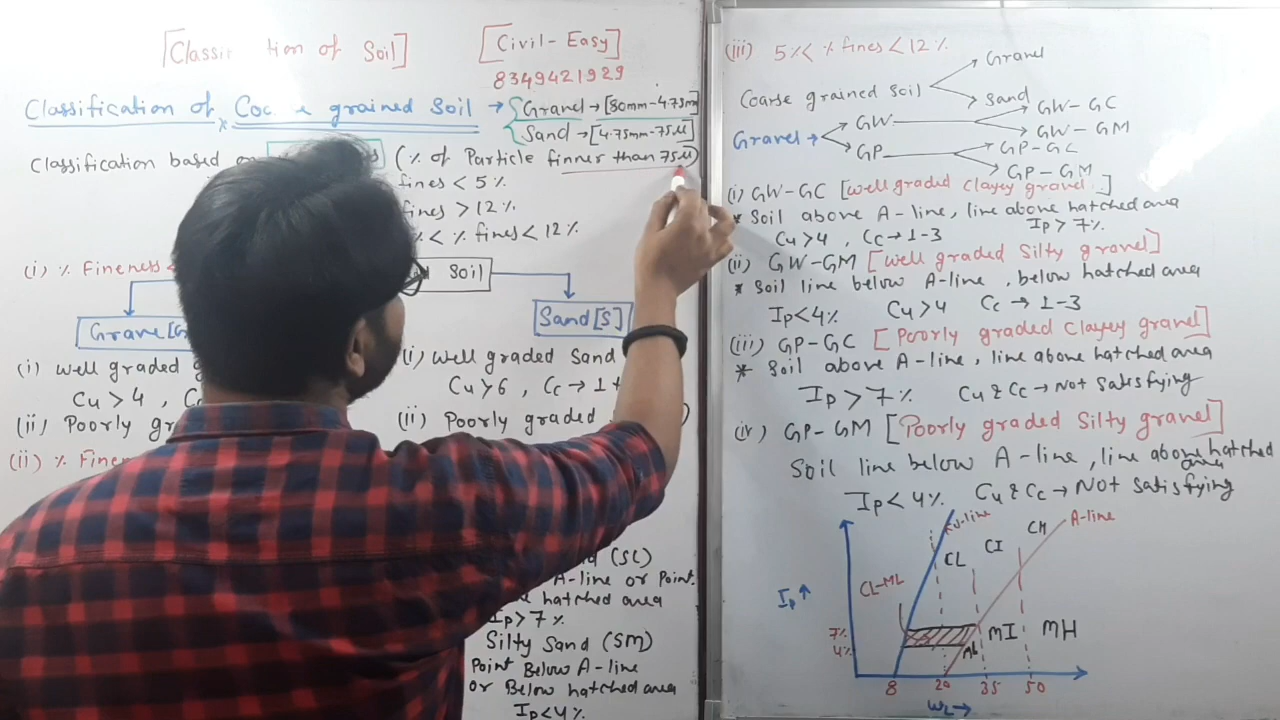 [Classif tion of Soil]
[Civil-Easy]
8349421929
Classification of Coa e grained Soil → Gravel → [80mm-4.75mm]
Sand → [4.75mm-75μ]
Classification based on (% of Particle finner than 75μ)
fines < 5%
fines > 12%
% < % fines < 12%
(i) % Fineness < Soil
Grave[G
Sand[S]
(i) well graded g
Cu > 4 , Cc
(ii) Poorly gr
(i) well graded Sand
Cu > 6 , Cc → 1 t
(ii) Poorly graded )
(ii) % Finen
(SC)
A-line or Point
hatched area
Ip > 7%
Silty Sand (SM)
Point Below A-line
or Below hatched area
Ip < 4%
(iii) 5% < % fines < 12%
Coarse grained Soil
Gravel
Sand
Gravel →
GW
GP
GW-GC
GW-GM
GP-GC
GP-GM
(i) GW-GC [well graded Clayey gravel]
* Soil above A-line, line above hatched area
Cu > 4 , Cc → 1-3 Ip > 7%
(ii) GW-GM [well graded Silty gravel]
* Soil line below A-line , below hatched area
Ip < 4% Cu > 4 Cc → 1-3
(iii) GP-GC [Poorly graded Clayey gravel]
* Soil above A-line, line above hatched area
Ip > 7% Cu & Cc → Not Satisfying
(iv) GP-GM [Poorly graded Silty gravel]
Soil line below A-line, line above hatched area
Ip < 4% Cu & Cc → Not Satisfying
U-line
A-line
CH
CI
CL
CL-ML
Ip ↑
7%
4%
ML
MI
MH
8 20 35 50
WL →